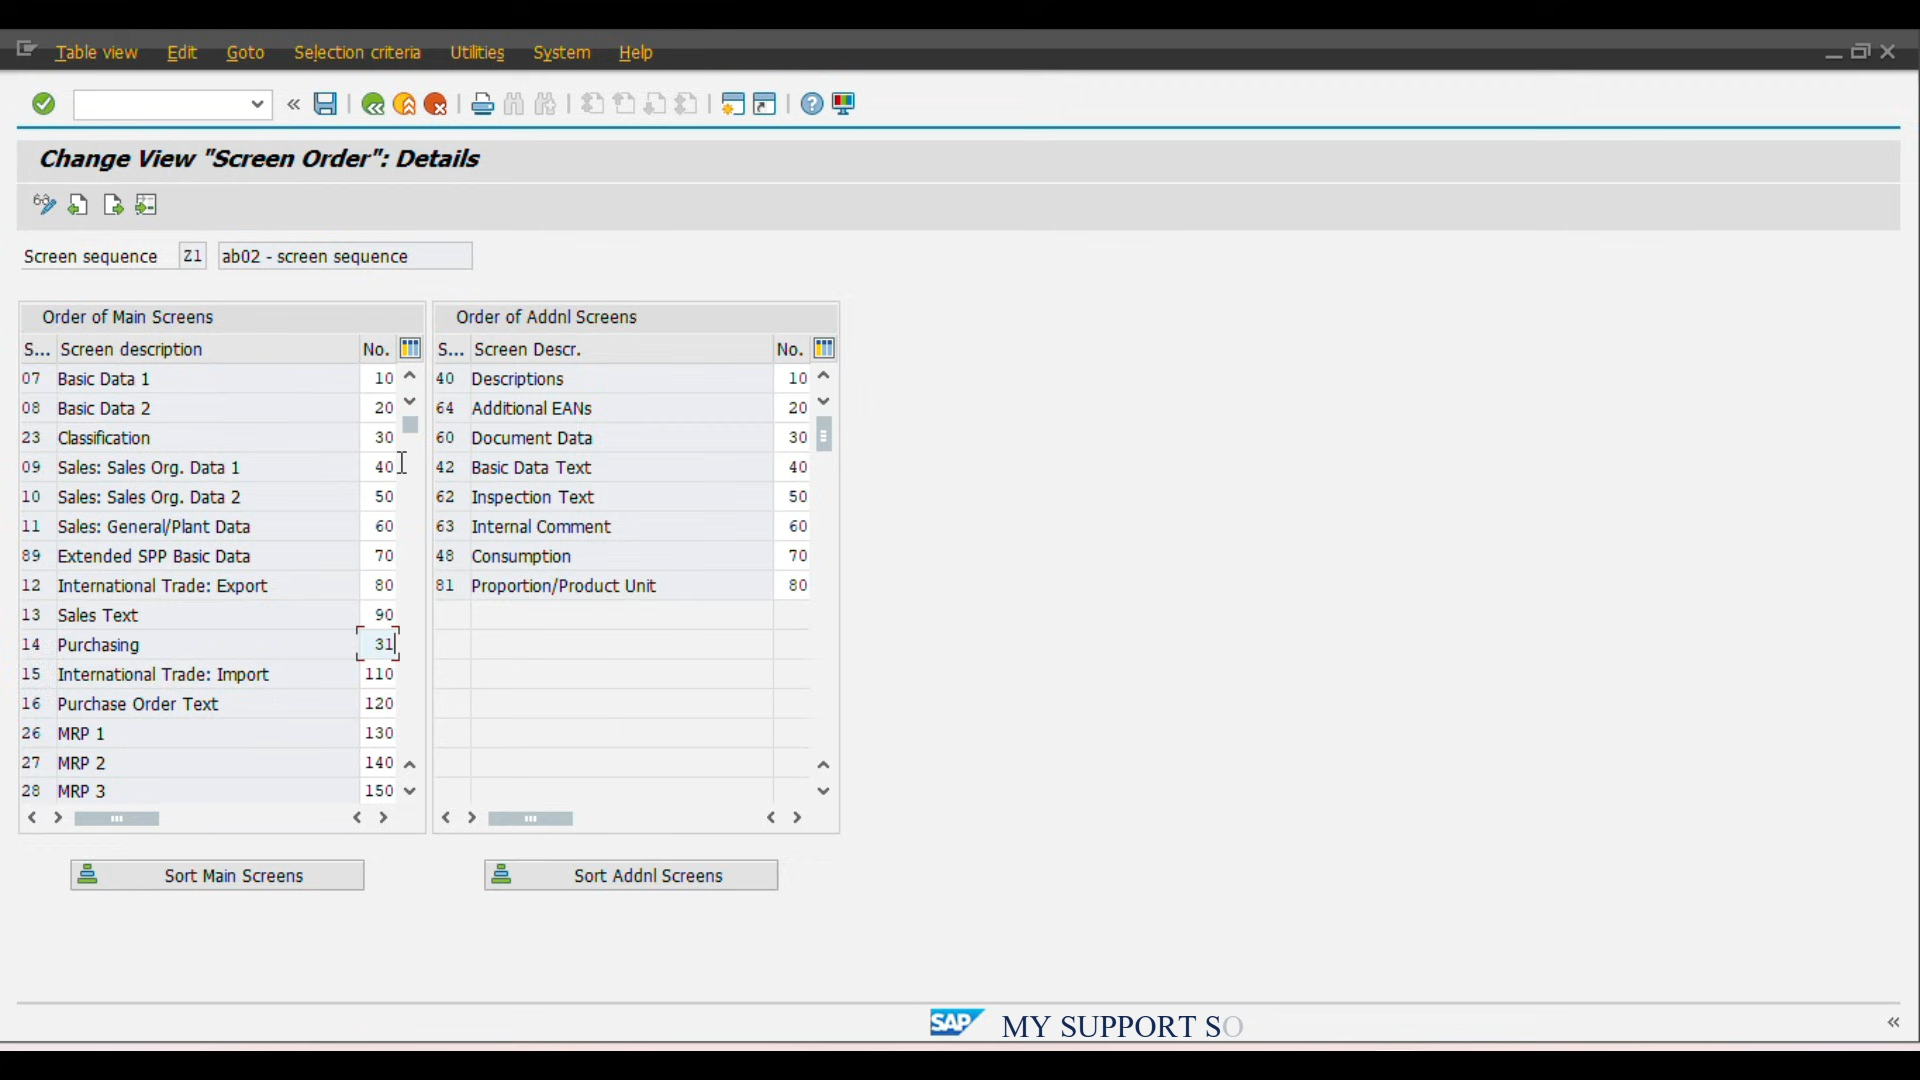 Table view Edit Goto Selection criteria Utilities System Help
Change View "Screen Order": Details
Screen sequence Z1 ab02 - screen sequence
Order of Main Screens
S... Screen description No.
07 Basic Data 1 10
08 Basic Data 2 20
23 Classification 30
09 Sales: Sales Org. Data 1 40
10 Sales: Sales Org. Data 2 50
11 Sales: General/Plant Data 60
89 Extended SPP Basic Data 70
12 International Trade: Export 80
13 Sales Text 90
14 Purchasing 31
15 International Trade: Import 110
16 Purchase Order Text 120
26 MRP 1 130
27 MRP 2 140
28 MRP 3 150
Sort Main Screens
Order of Addnl Screens
S... Screen Descr. No.
40 Descriptions 10
64 Additional EANs 20
60 Document Data 30
42 Basic Data Text 40
62 Inspection Text 50
63 Internal Comment 60
48 Consumption 70
81 Proportion/Product Unit 80
Sort Addnl Screens
SAP MY SUPPORT SO